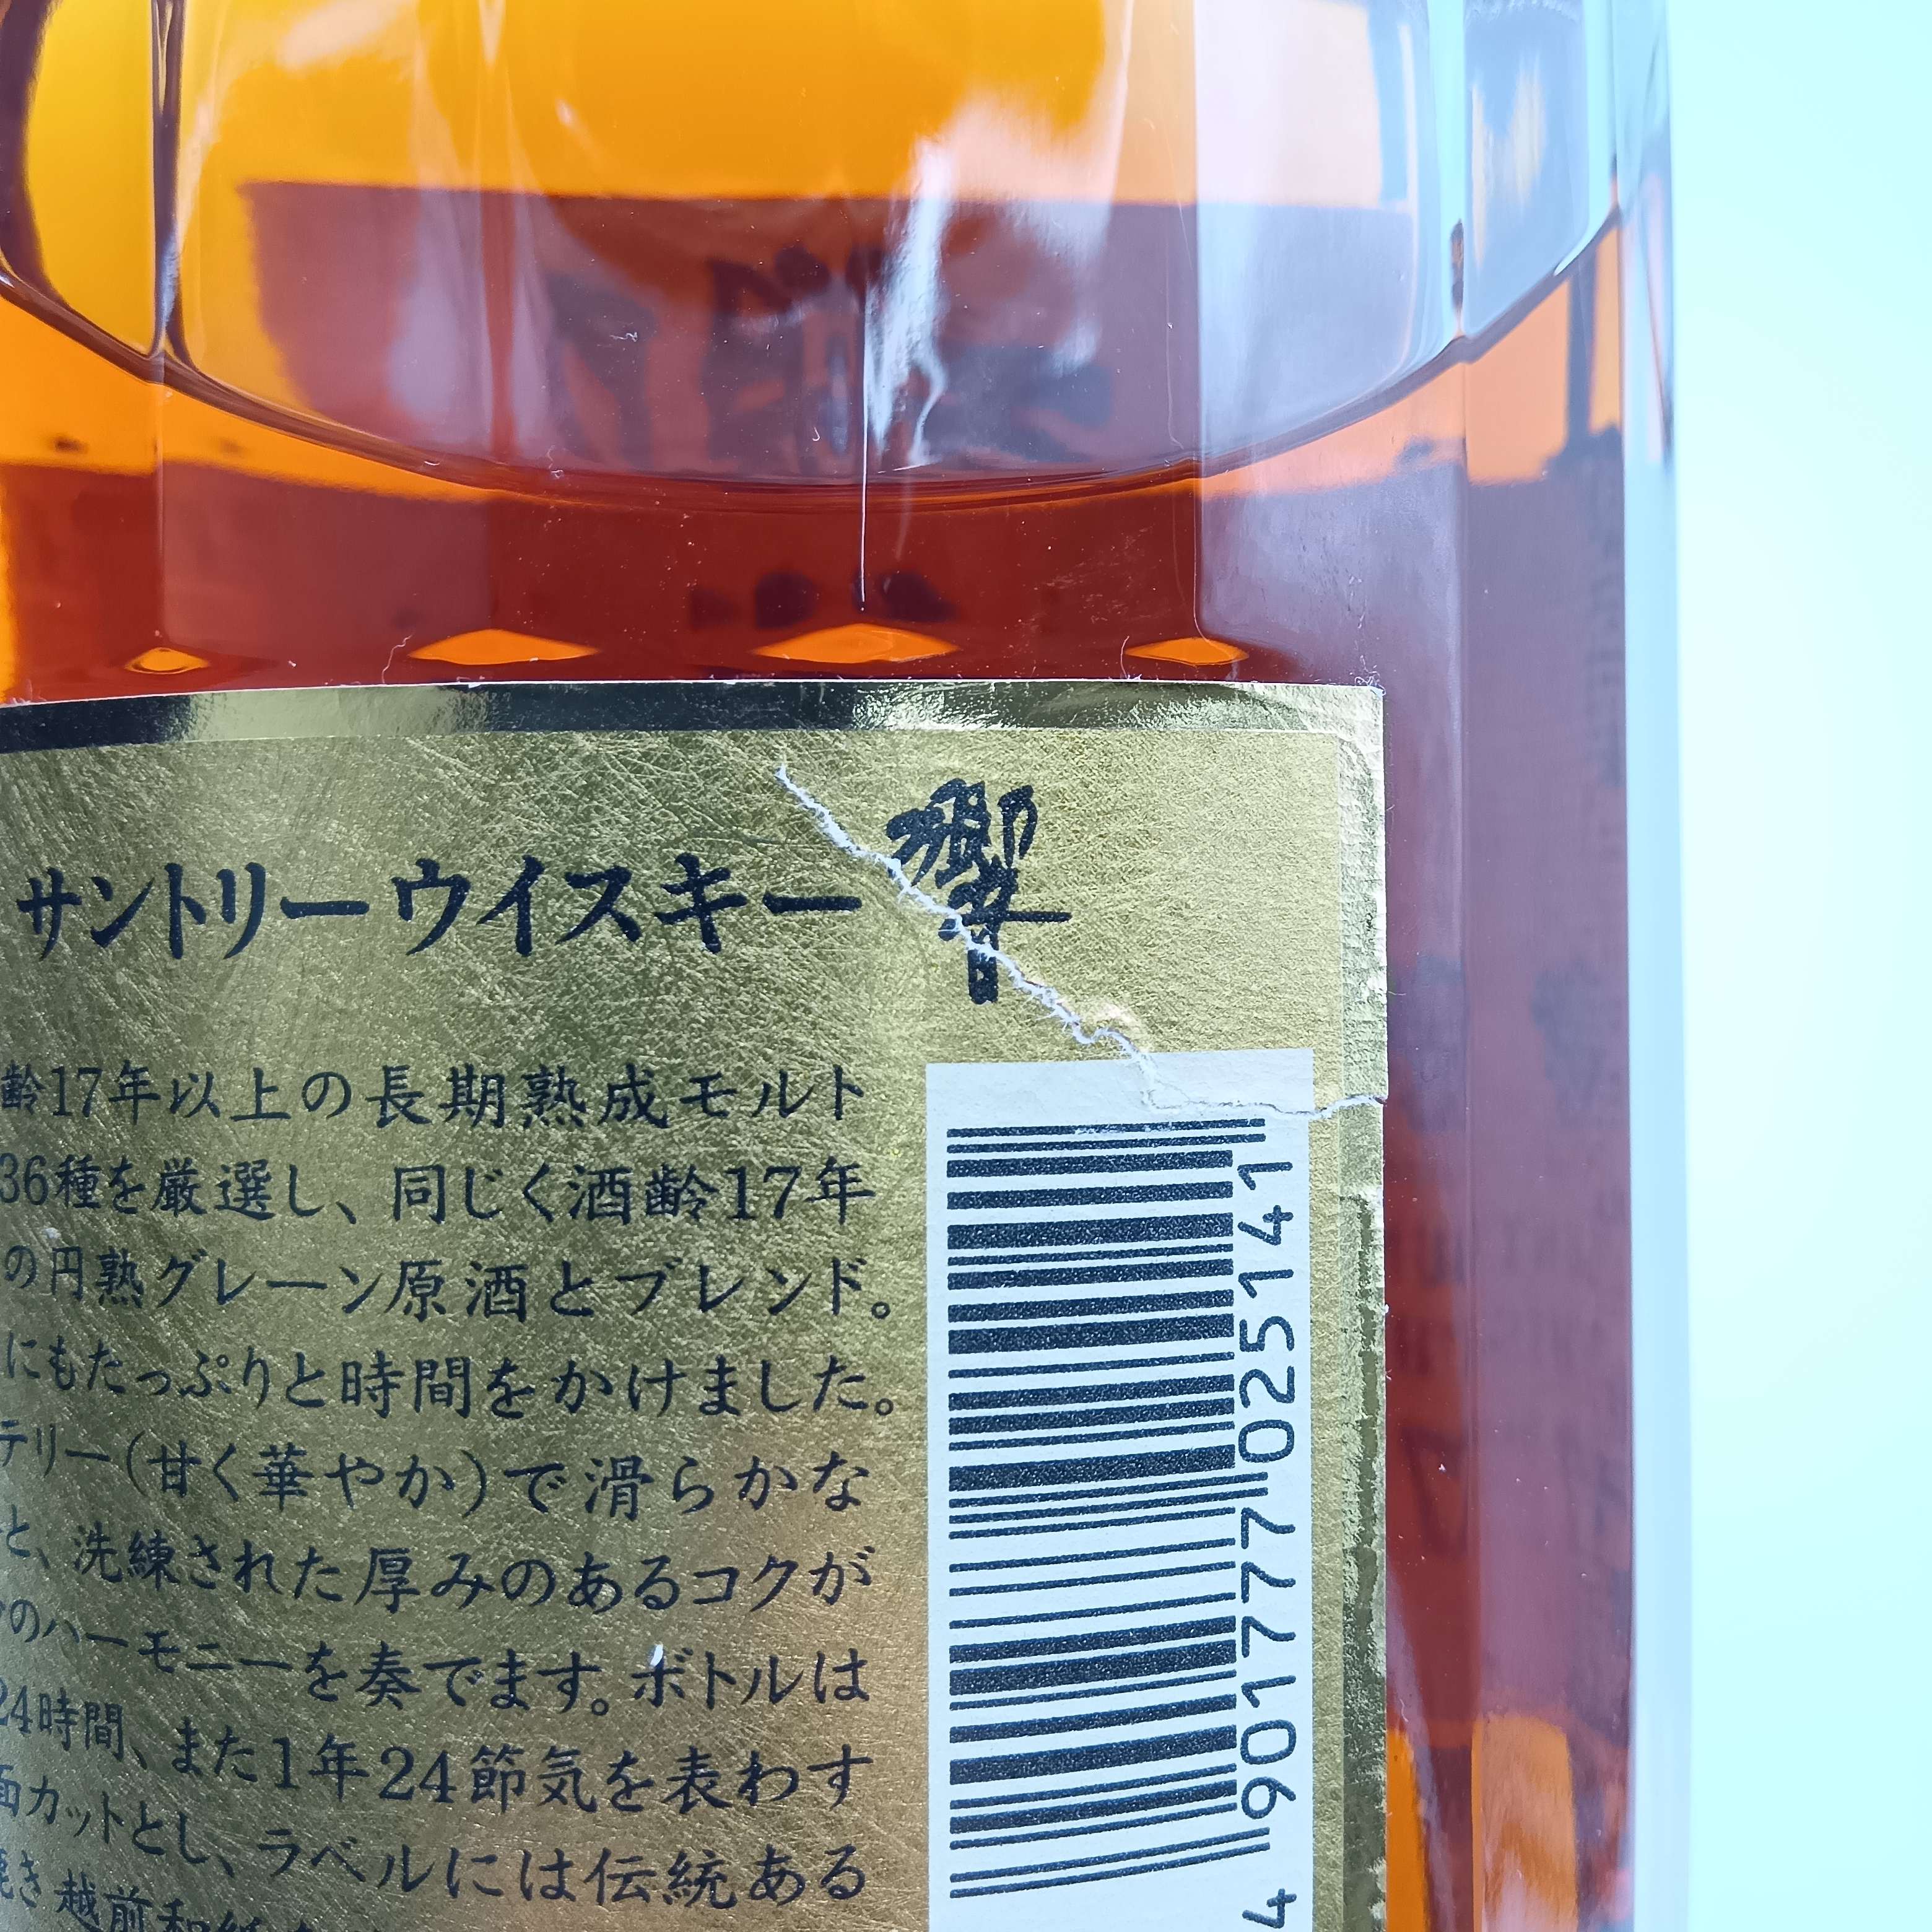 サントリーウイスキー 響
齢17年以上の長期熟成モルト
36種を厳選し、同じく酒齢17年
の円熟グレーン原酒とブレンド。
にもたっぷりと時間をかけました。
テリー(甘く華やか)で滑らかな
と、洗練された厚みのあるコクが
のハーモニーを奏でます。ボトルは
24時間、また1年24節気を表わす
面カットとし、ラベルには伝統ある
き越前和紙
4 901777 025141